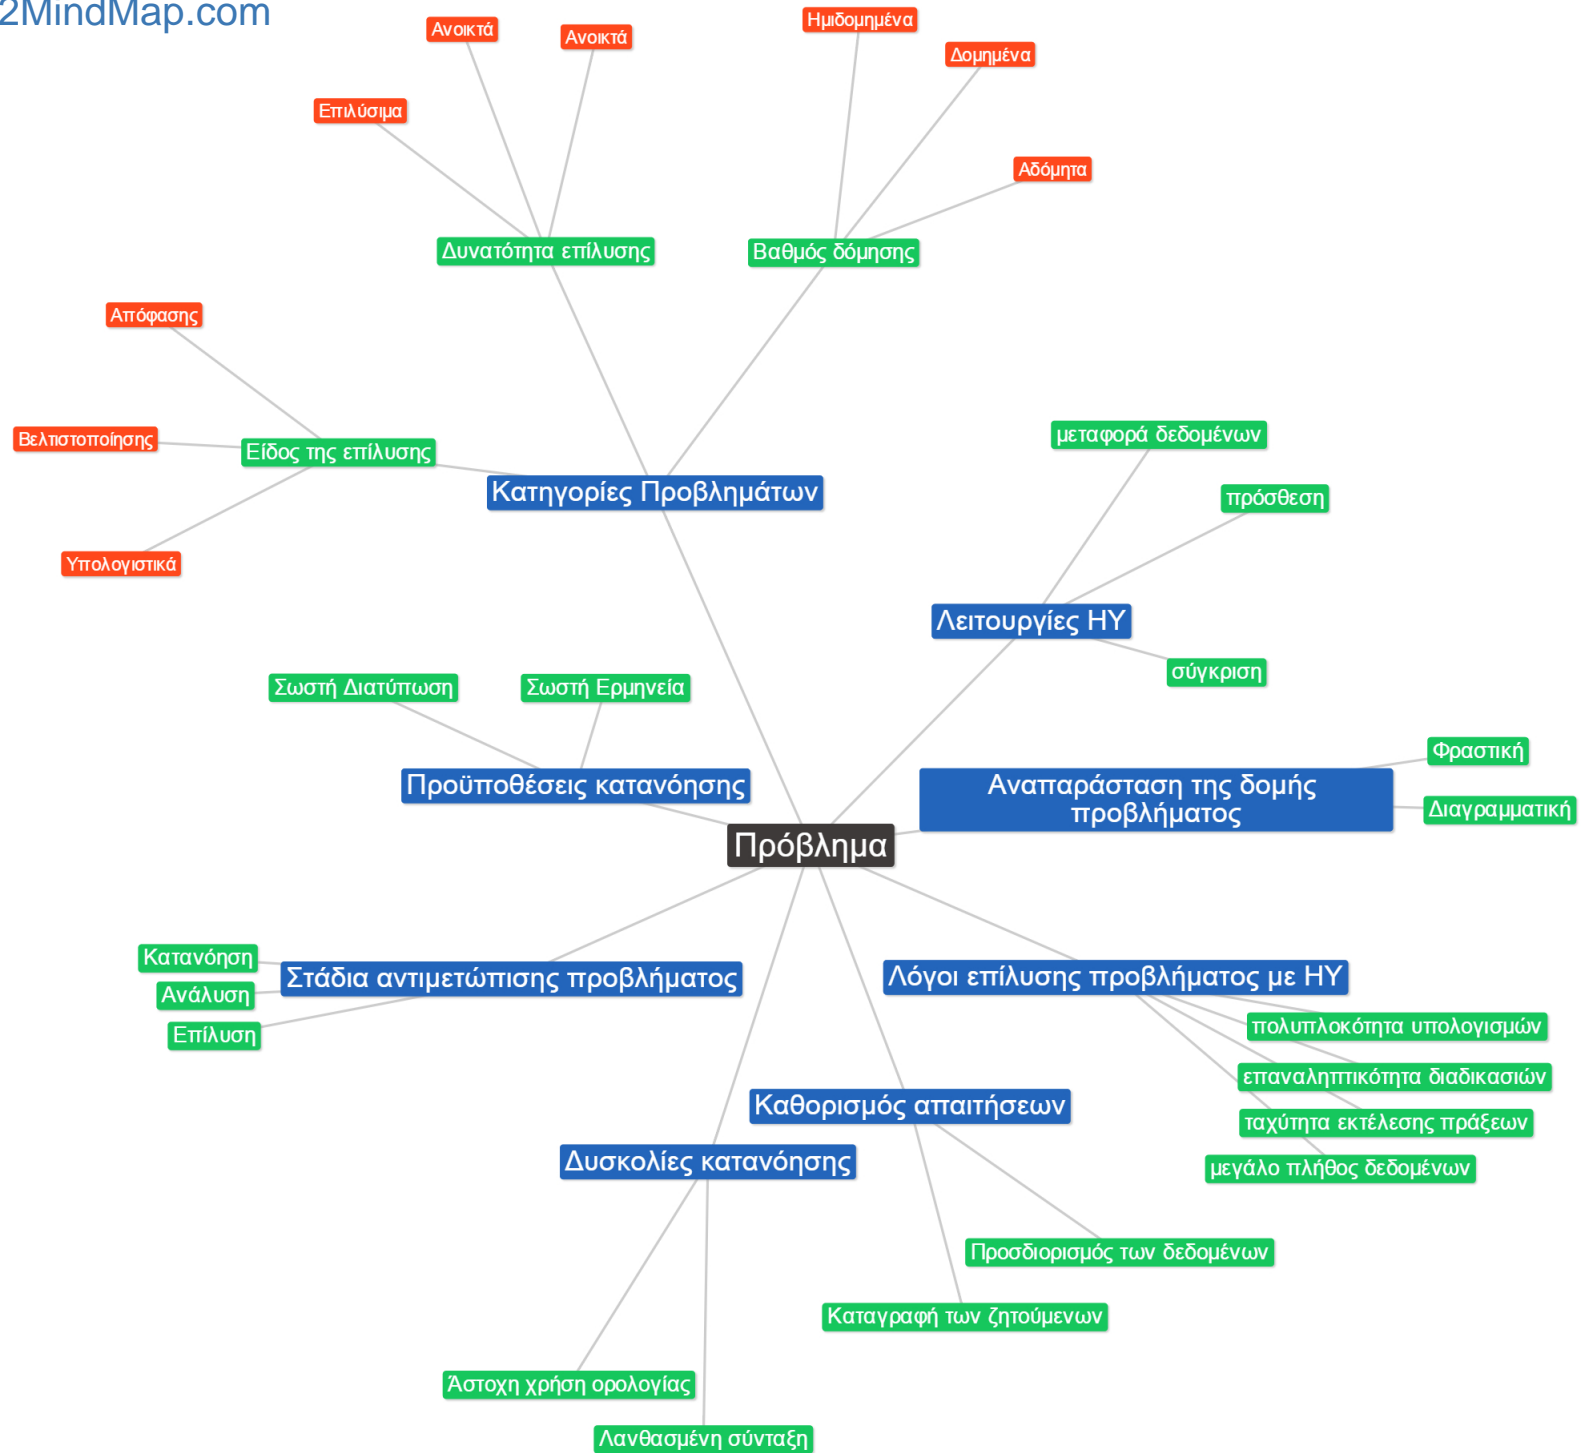 2MindMap.com
Ημιδομημένα
Ανοικτά
Ανοικτά
Δομημένα
Επιλύσιμα
Αδόμητα
Δυνατότητα επίλυσης
Βαθμός δόμησης
Απόφασης
Βελτιστοποίησης
Είδος της επίλυσης
μεταφορά δεδομένων
Κατηγορίες Προβλημάτων
πρόσθεση
Υπολογιστικά
Λειτουργίες ΗΥ
σύγκριση
Σωστή Διατύπωση
Σωστή Ερμηνεία
Φραστική
Προϋποθέσεις κατανόησης
Αναπαράσταση της δομής
προβλήματος
Διαγραμματική
Πρόβλημα
Κατανόηση
Στάδια αντιμετώπισης προβλήματος
Λόγοι επίλυσης προβλήματος με ΗΥ
Ανάλυση
Επίλυση
πολυπλοκότητα υπολογισμών
επαναληπτικότητα διαδικασιών
Καθορισμός απαιτήσεων
ταχύτητα εκτέλεσης πράξεων
Δυσκολίες κατανόησης
μεγάλο πλήθος δεδομένων
Προσδιορισμός των δεδομένων
Καταγραφή των ζητούμενων
Άστοχη χρήση ορολογίας
Λανθασμένη σύνταξη